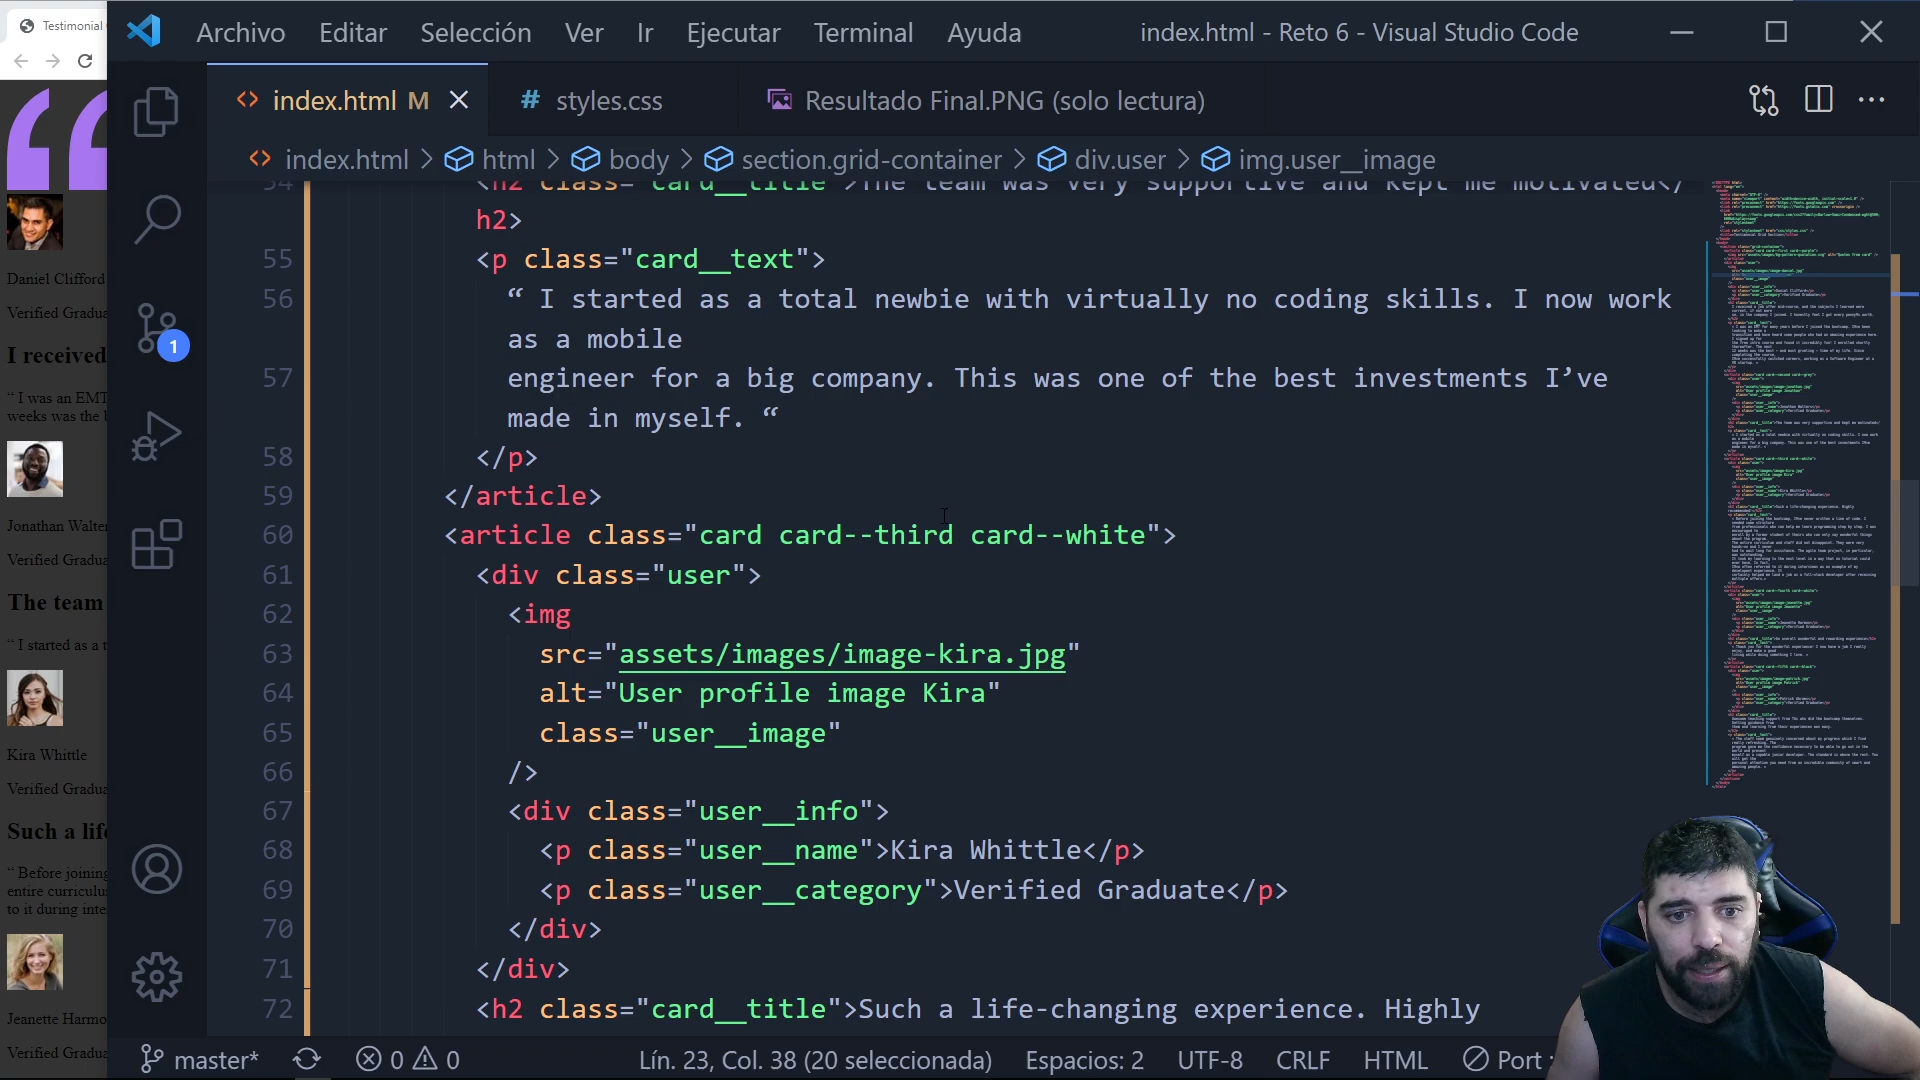 Testimonial
Archivo Editar Selección Ver Ir Ejecutar Terminal Ayuda
index.html - Reto 6 - Visual Studio Code
index.html M
# styles.css
Resultado Final.PNG (solo lectura)
index.html > html > body > section.grid-container > div.user > img.user__image
54 <h2 class="card__title">The team was very supportive and kept me motivated</
h2>
55 <p class="card__text">
56 “ I started as a total newbie with virtually no coding skills. I now work
as a mobile
57 engineer for a big company. This was one of the best investments I’ve
made in myself. “
58 </p>
59 </article>
60 <article class="card card--third card--white">
61 <div class="user">
62 <img
63 src="assets/images/image-kira.jpg"
64 alt="User profile image Kira"
65 class="user__image"
66 />
67 <div class="user__info">
68 <p class="user__name">Kira Whittle</p>
69 <p class="user__category">Verified Graduate</p>
70 </div>
71 </div>
72 <h2 class="card__title">Such a life-changing experience. Highly
Daniel Clifford
Verified Gradua
I received
“ I was an EMT
weeks was the b
Jonathan Walter
Verified Gradua
The team
“ I started as a t
Kira Whittle
Verified Gradua
Such a life
“ Before joining
entire curriculu
to it during inte
Jeanette Harmo
Verified Gradua
1
master* 0 0
Lín. 23, Col. 38 (20 seleccionada) Espacios: 2 UTF-8 CRLF HTML Port :